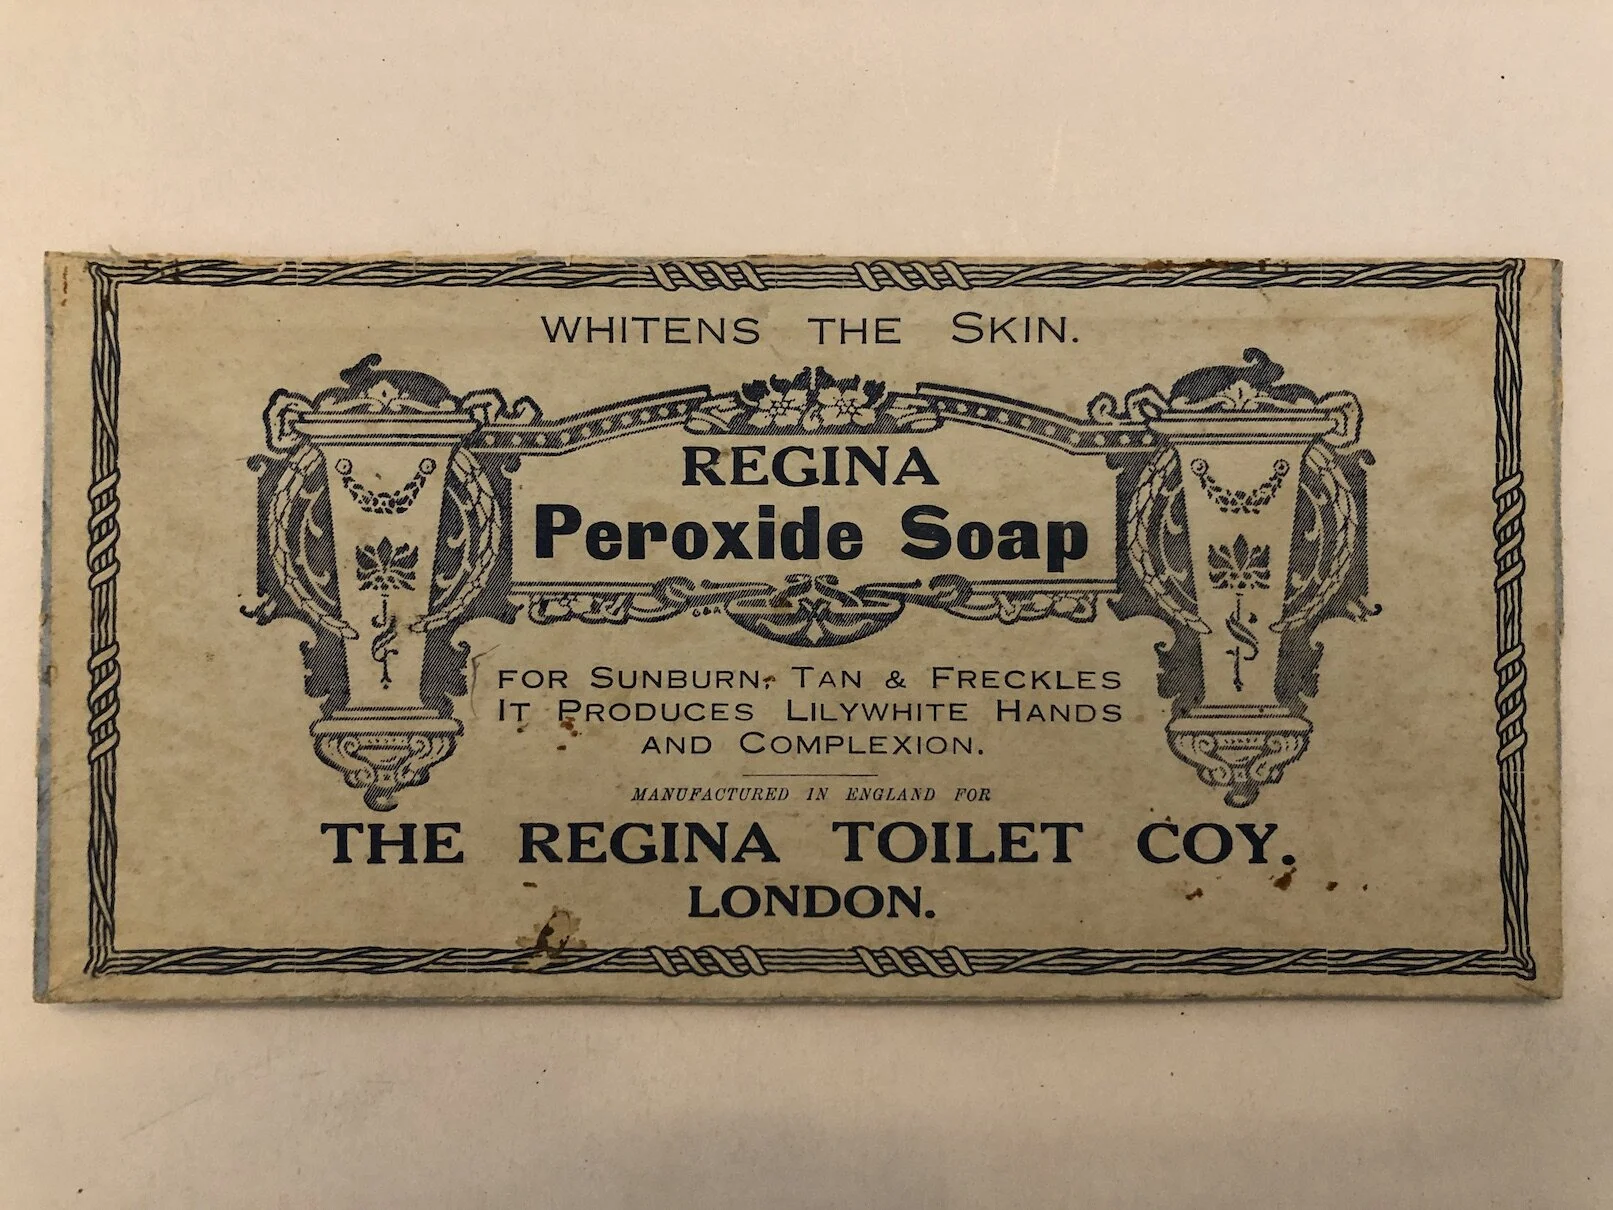 WHITENS THE SKIN.
REGINA
Peroxide Soap
G&A
FOR SUNBURN, TAN & FRECKLES
IT PRODUCES LILYWHITE HANDS
AND COMPLEXION.
MANUFACTURED IN ENGLAND FOR
THE REGINA TOILET COY.
LONDON.